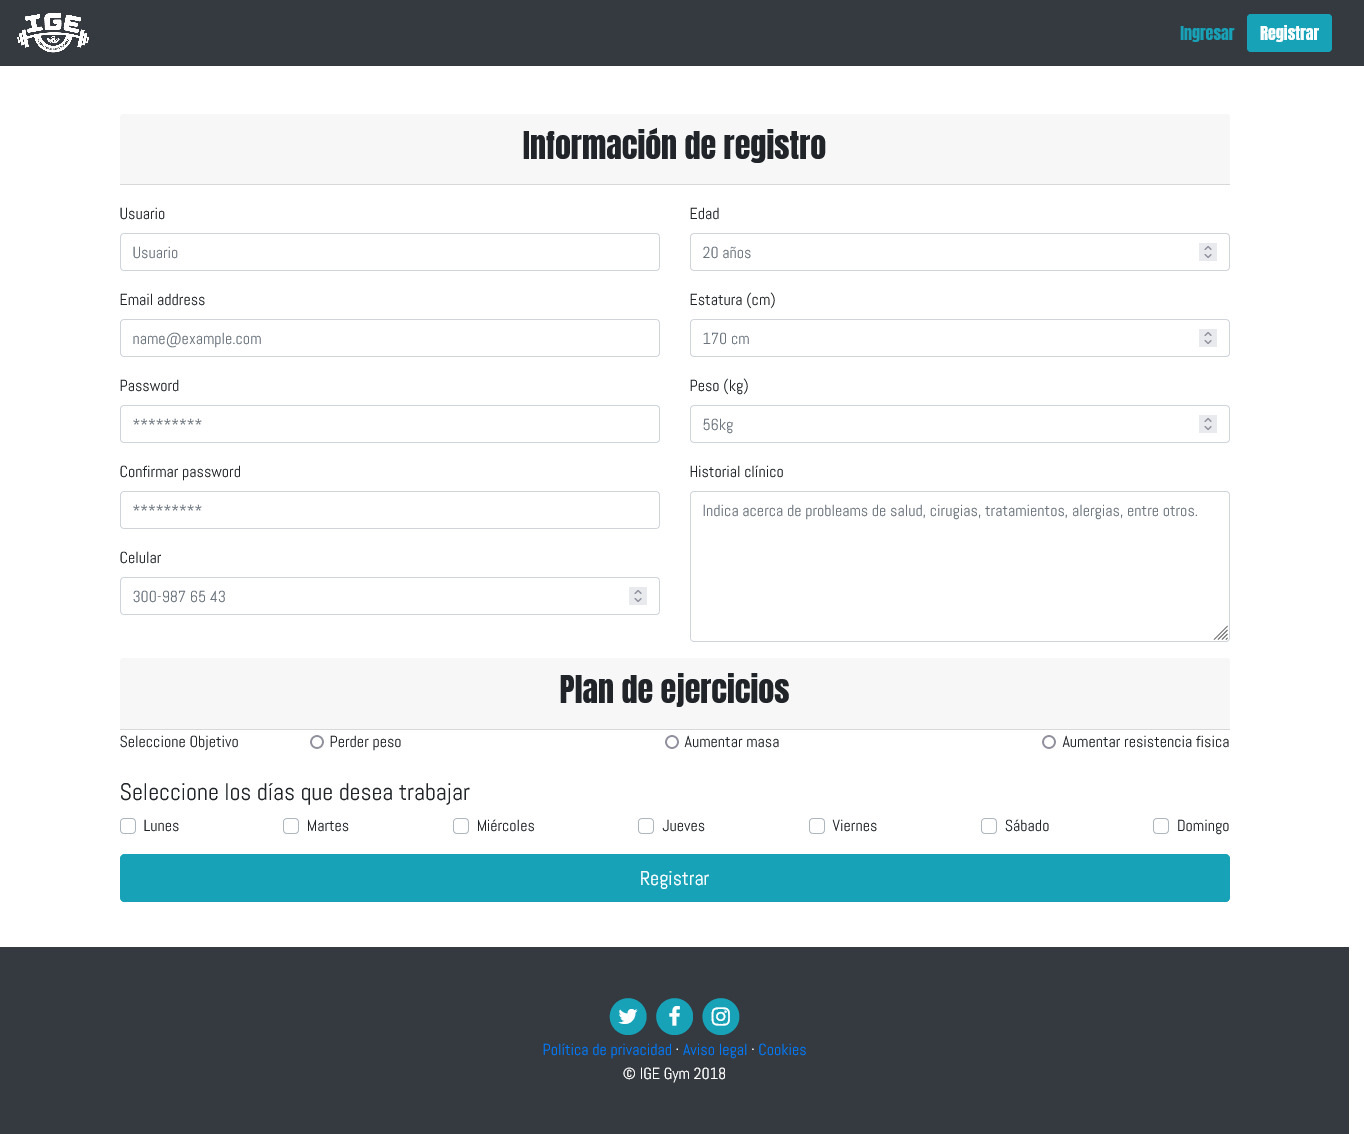 IGE
Ingresar Registrar
Información de registro
Usuario
Usuario
Email address
name@example.com
Password
*********
Confirmar password
*********
Celular
300-987 65 43
Edad
20 años
Estatura (cm)
170 cm
Peso (kg)
56kg
Historial clínico
Indica acerca de probleams de salud, cirugias, tratamientos, alergias, entre otros.
Plan de ejercicios
Seleccione Objetivo Perder peso Aumentar masa Aumentar resistencia fisica
Seleccione los días que desea trabajar
Lunes Martes Miércoles Jueves Viernes Sábado Domingo
Registrar
Política de privacidad · Aviso legal · Cookies
© IGE Gym 2018